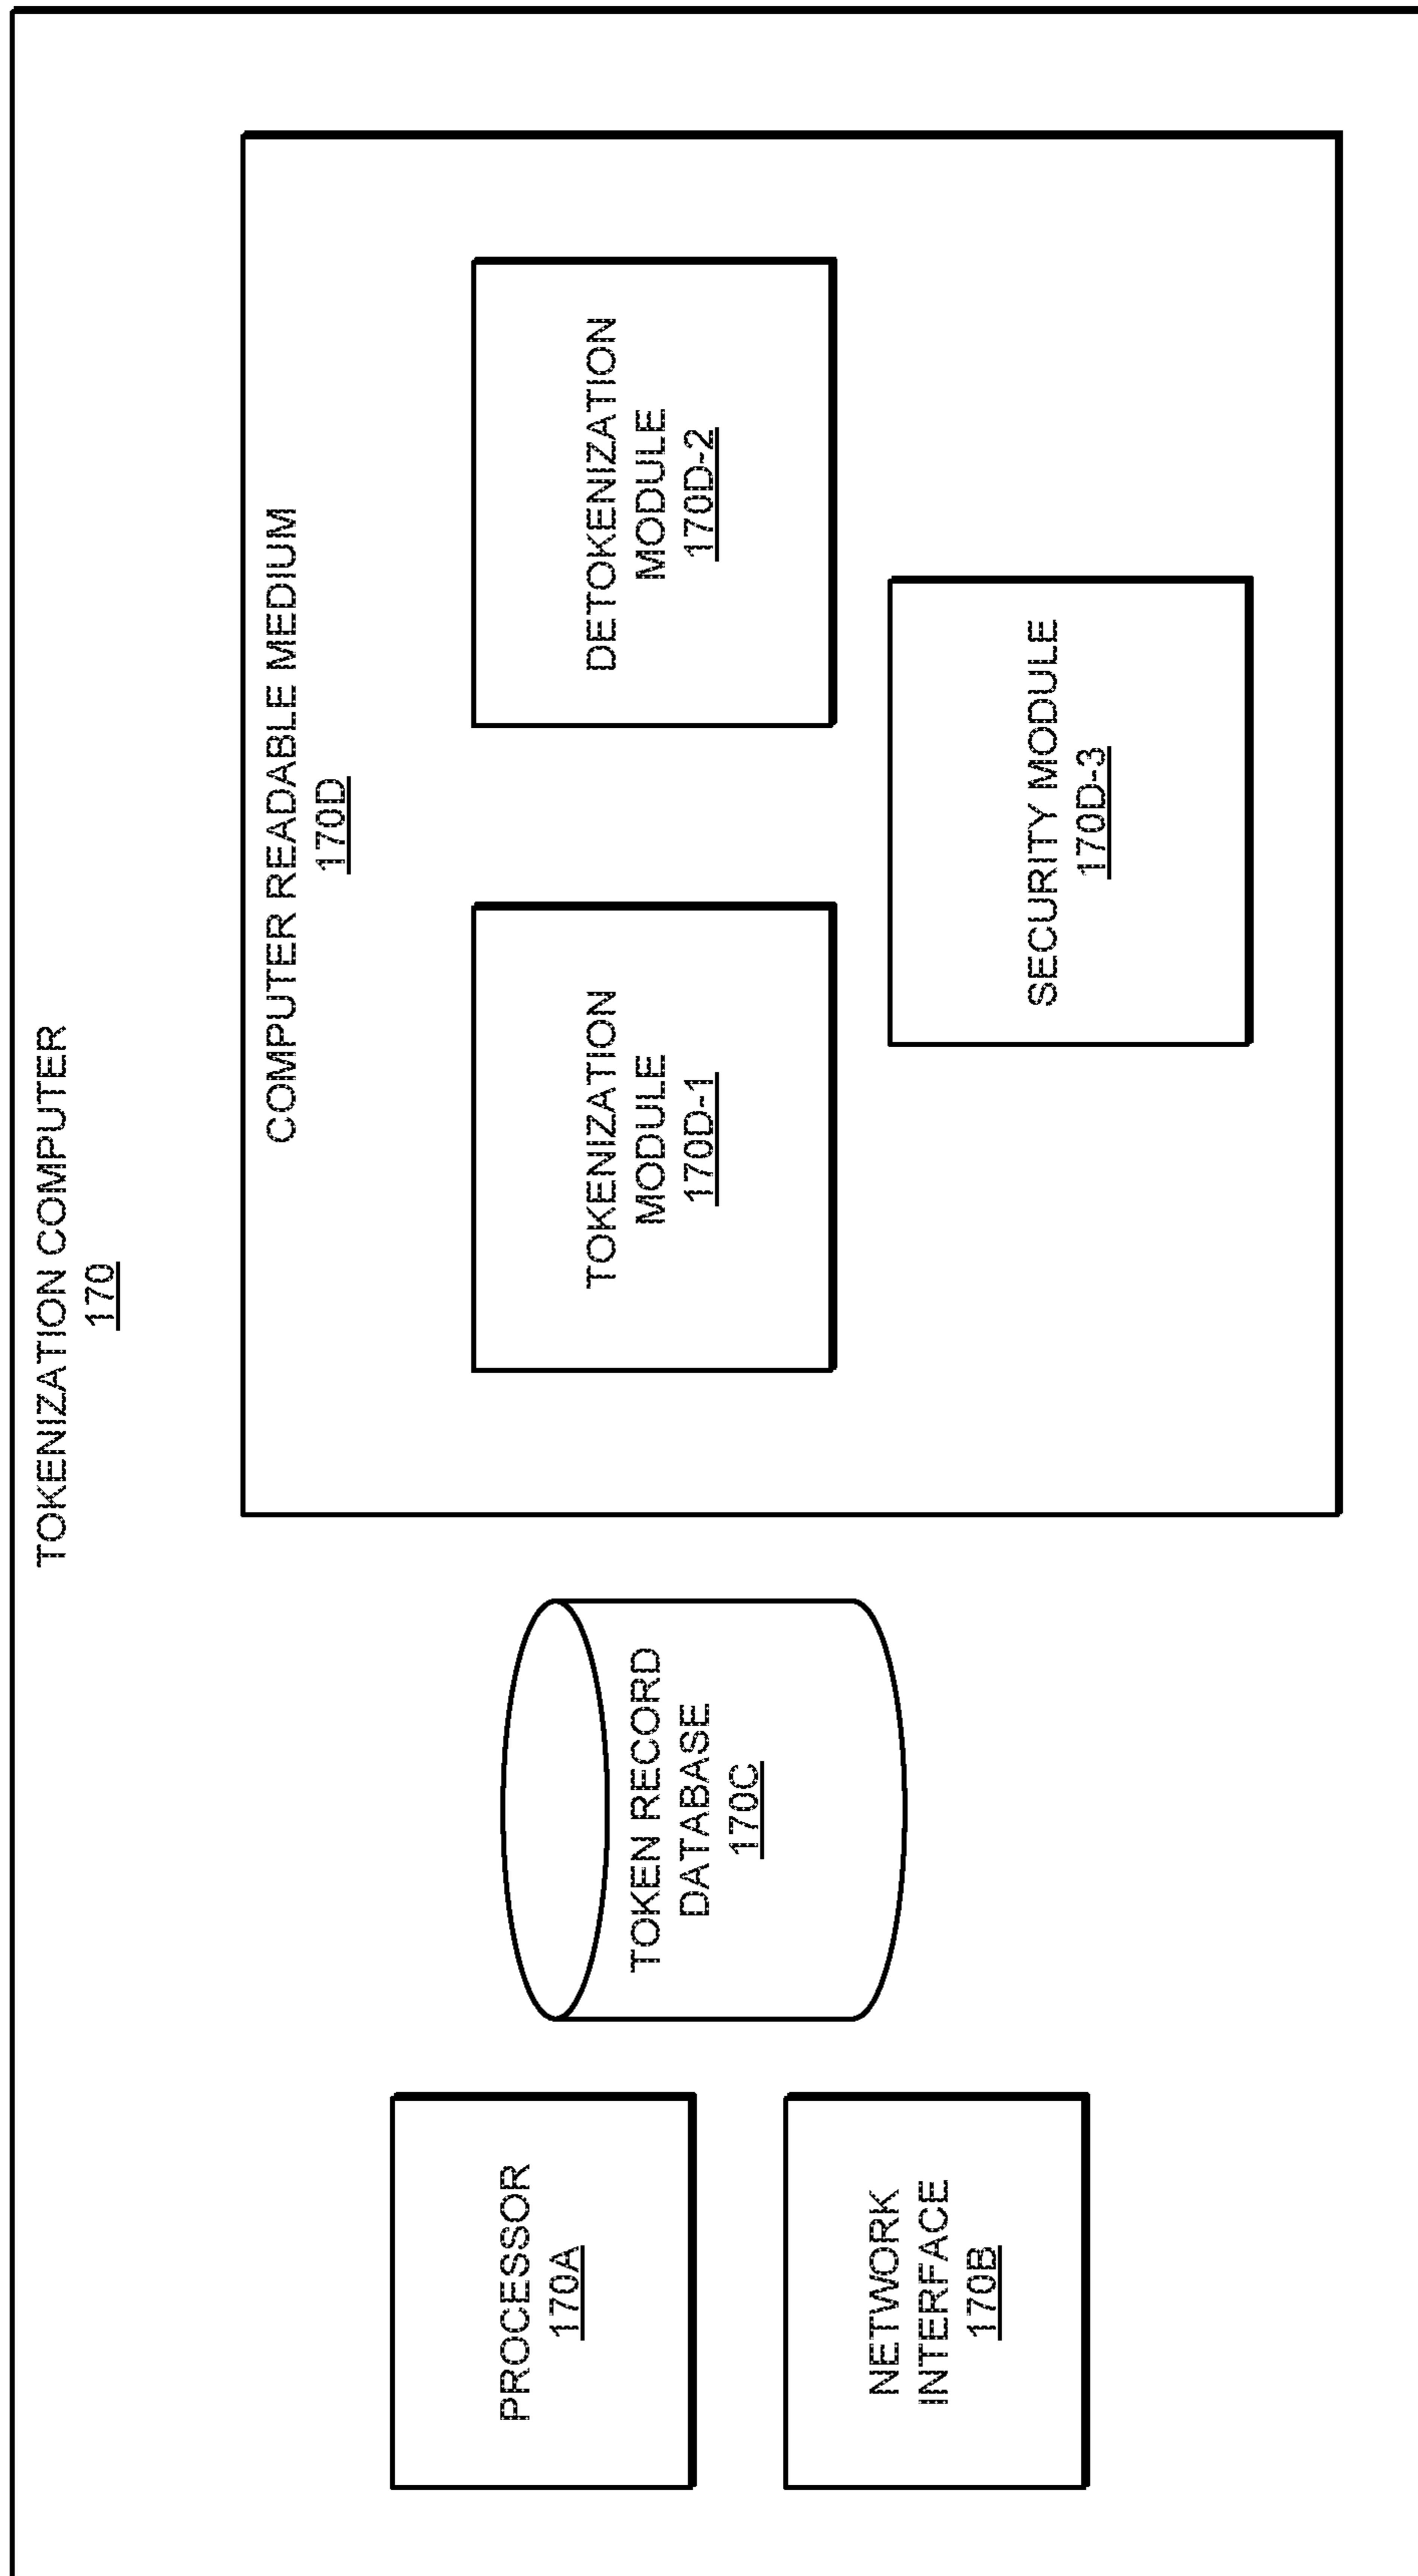 TOKENIZATION COMPUTER
170
PROCESSOR
170A
NETWORK
INTERFACE
170B
TOKEN RECORD
DATABASE
170C
COMPUTER READABLE MEDIUM
170D
TOKENIZATION
MODULE
170D-1
DETOKENIZATION
MODULE
170D-2
SECURITY MODULE
170D-3